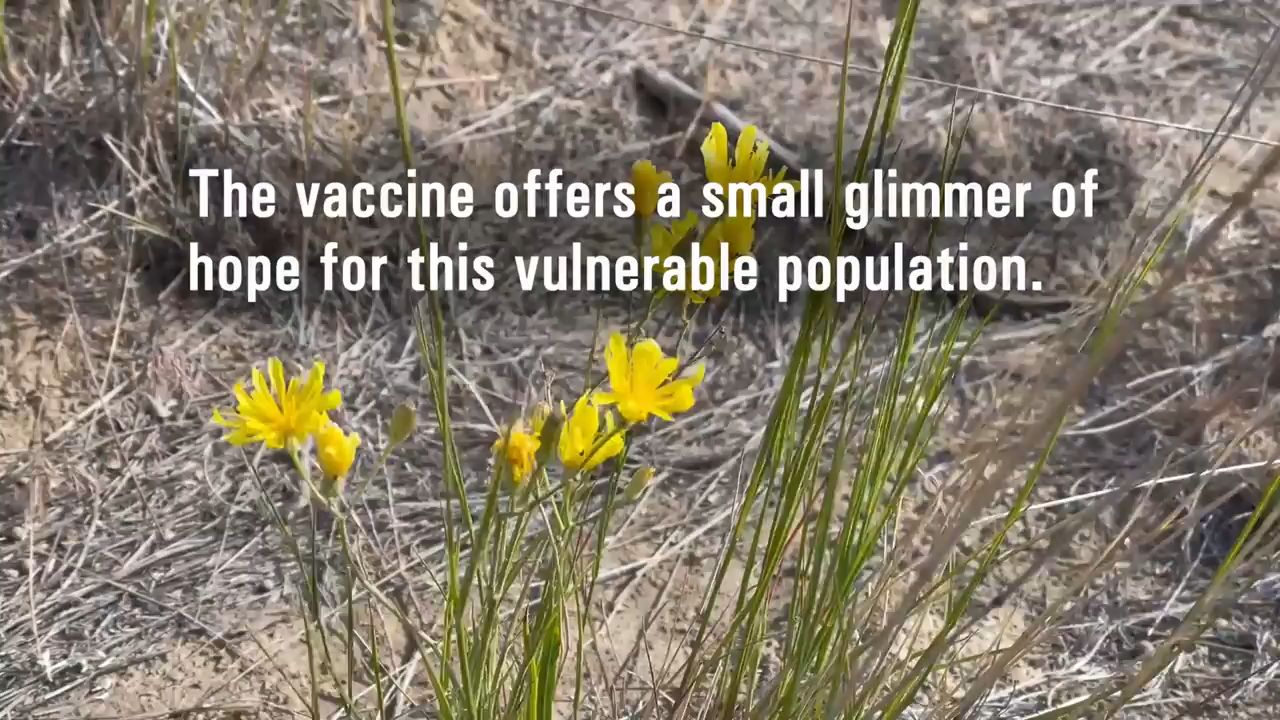 The vaccine offers a small glimmer of
hope for this vulnerable population.